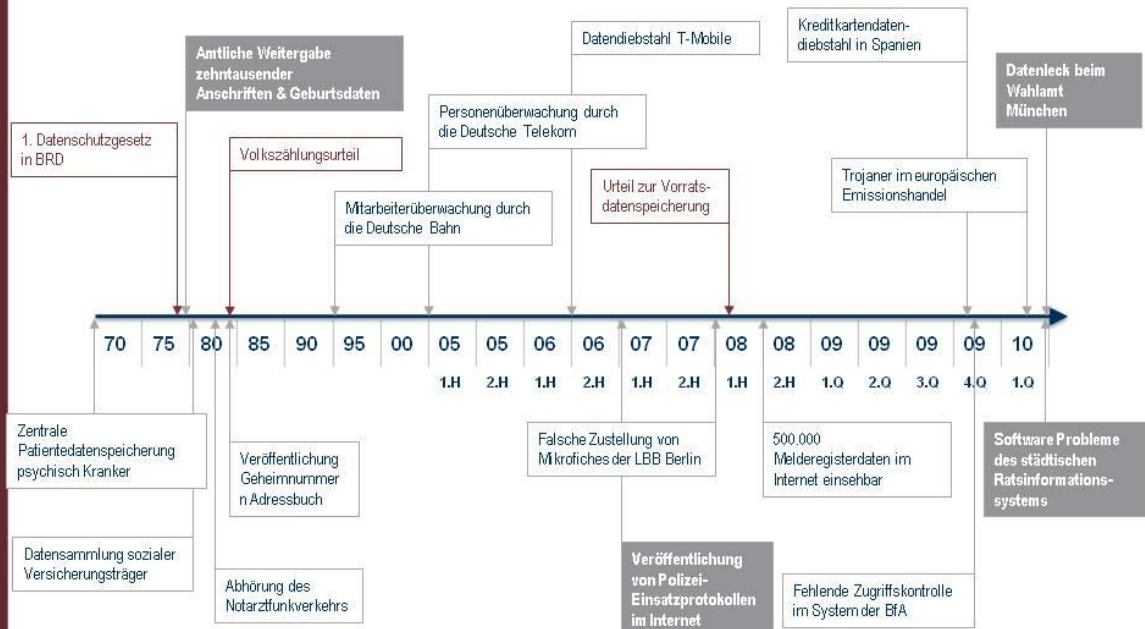 Kreditkartendaten-
diebstahl in Spanien
Datendiebstahl T-Mobile
Amtliche Weitergabe
zehntausender
Anschriften & Geburtsdaten
Datenleck beim
Wahlamt
München
Personenüberwachung durch
die Deutsche Telekom
1. Datenschutzgesetz
in BRD
Volkszählungsurteil
Trojaner im europäischen
Emissionshandel
Urteil zur Vorrats-
datenspeicherung
Mitarbeiterüberwachung durch
die Deutsche Bahn
70 75 80 85 90 95 00 05 05 06 06 07 07 08 08 09 09 09 09 10
1.H 2.H 1.H 2.H 1.H 2.H 1.H 2.H 1.Q 2.Q 3.Q 4.Q 1.Q
Zentrale
Patientedatenspeicherung
psychisch Kranker
Veröffentlichung
Geheimnummer
n Adressbuch
Falsche Zustellung von
Mikrofiches der LBB Berlin
500.000
Melderegisterdaten im
Internet einsehbar
Software Probleme
des städtischen
Ratsinformations-
systems
Datensammlung sozialer
Versicherungsträger
Abhörung des
Notarztfunkverkehrs
Veröffentlichung
von Polizei-
Einsatzprotokollen
im Internet
Fehlende Zugriffskontrolle
im System der BfA